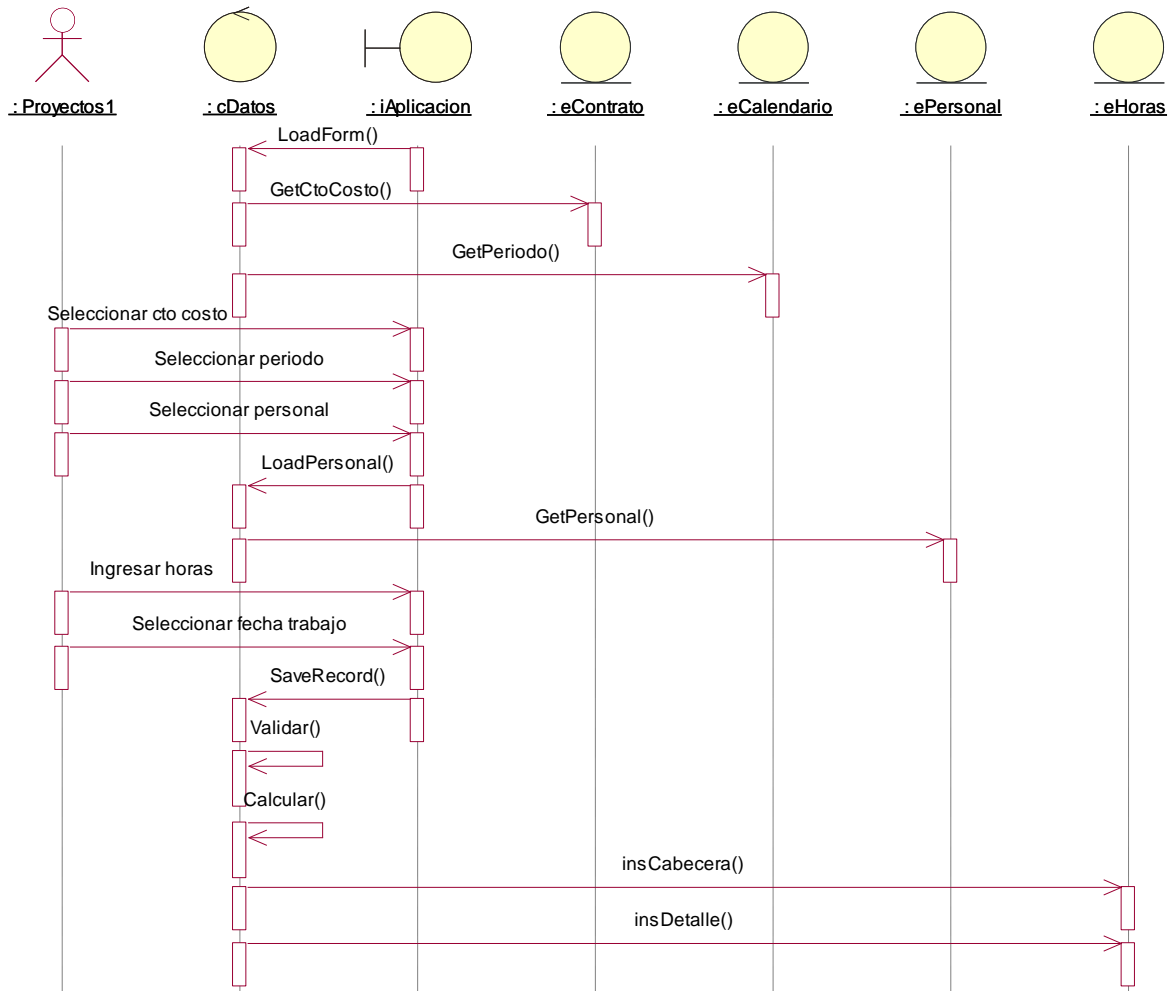 : Proyectos1
: cDatos
: iAplicacion
: eContrato
: eCalendario
: ePersonal
: eHoras
LoadForm()
GetCtoCosto()
GetPeriodo()
Seleccionar cto costo
Seleccionar periodo
Seleccionar personal
LoadPersonal()
GetPersonal()
Ingresar horas
Seleccionar fecha trabajo
SaveRecord()
Validar()
Calcular()
insCabecera()
insDetalle()